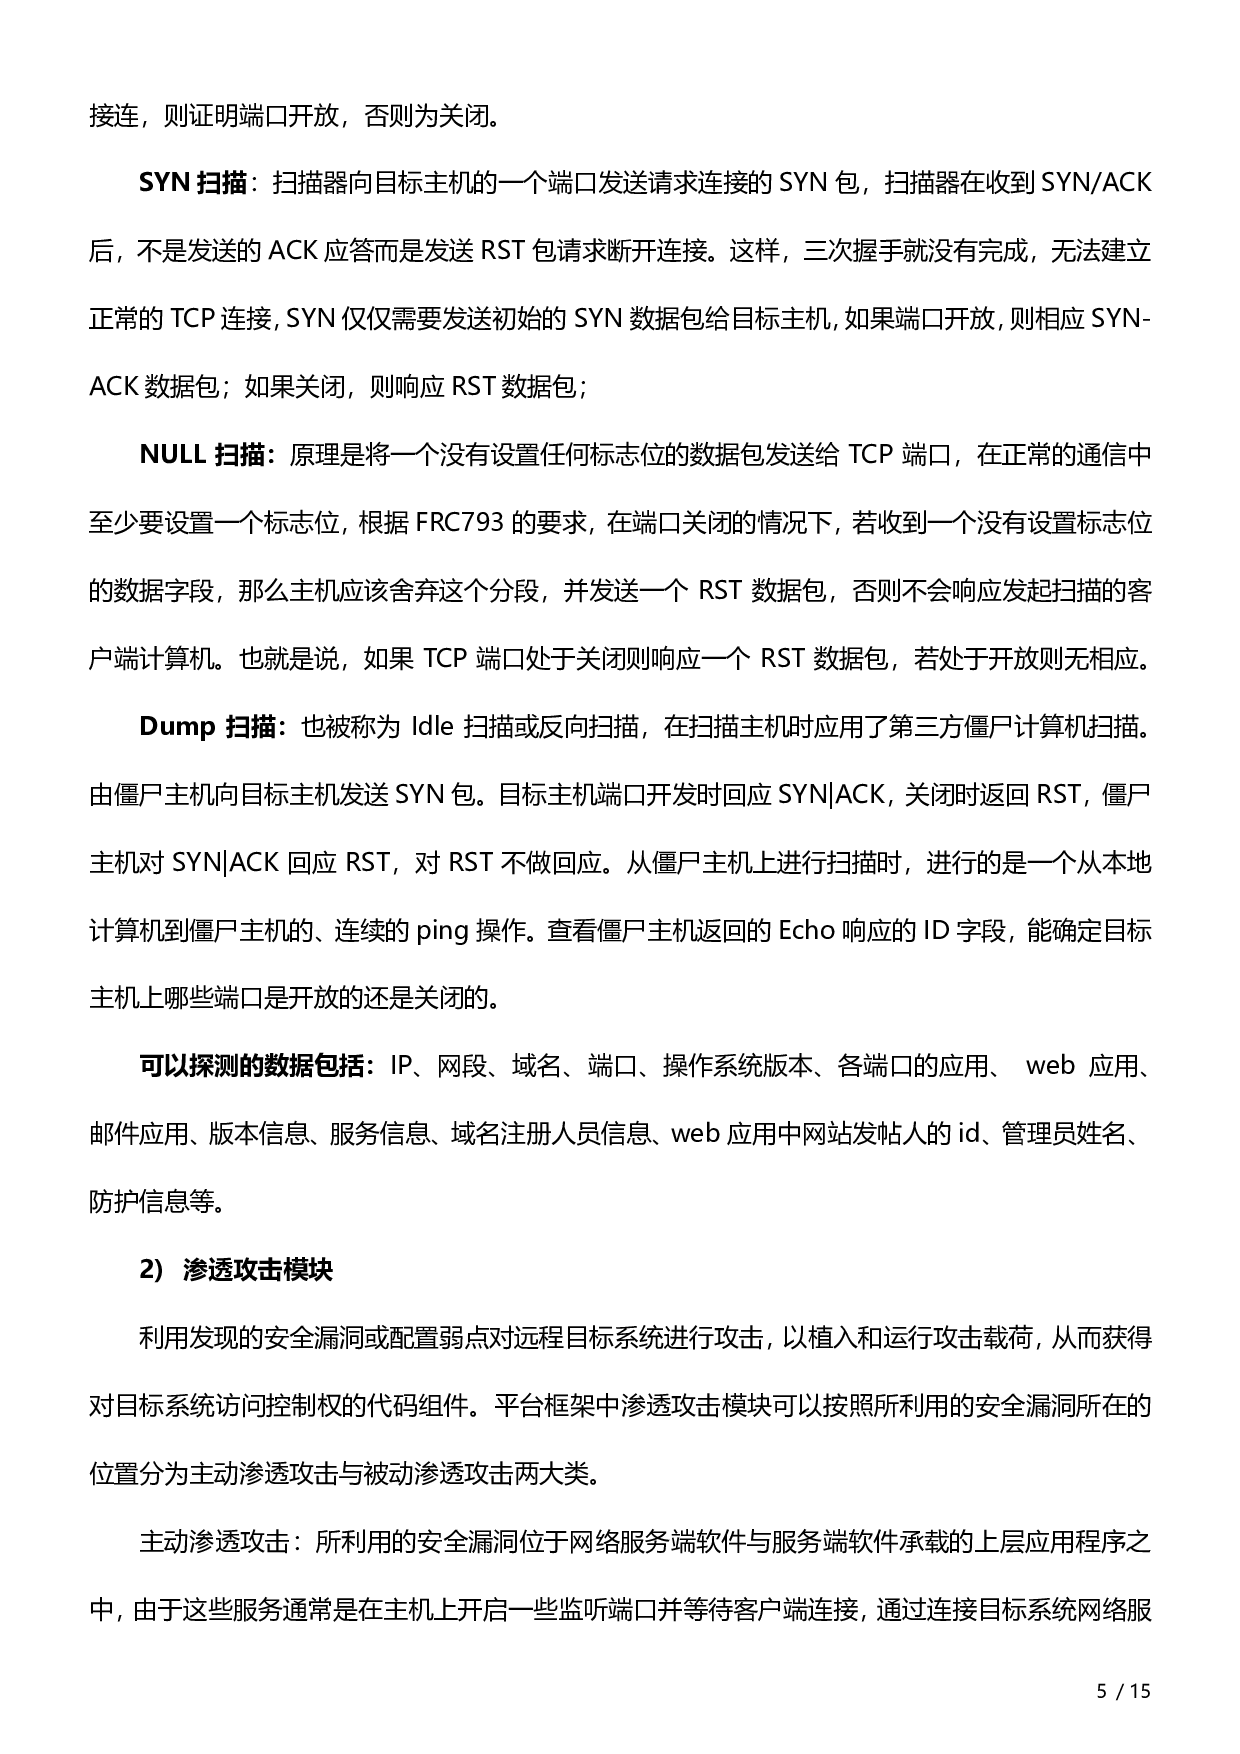 接连，则证明端口开放，否则为关闭。
SYN 扫描：扫描器向目标主机的一个端口发送请求连接的 SYN 包，扫描器在收到 SYN/ACK
后，不是发送的 ACK 应答而是发送 RST 包请求断开连接。这样，三次握手就没有完成，无法建立
正常的 TCP 连接，SYN 仅仅需要发送初始的 SYN 数据包给目标主机，如果端口开放，则相应 SYN-
ACK 数据包；如果关闭，则响应 RST 数据包；
NULL 扫描：原理是将一个没有设置任何标志位的数据包发送给 TCP 端口，在正常的通信中
至少要设置一个标志位，根据 FRC793 的要求，在端口关闭的情况下，若收到一个没有设置标志位
的数据字段，那么主机应该舍弃这个分段，并发送一个 RST 数据包，否则不会响应发起扫描的客
户端计算机。也就是说，如果 TCP 端口处于关闭则响应一个 RST 数据包，若处于开放则无相应。
Dump 扫描：也被称为 Idle 扫描或反向扫描，在扫描主机时应用了第三方僵尸计算机扫描。
由僵尸主机向目标主机发送 SYN 包。目标主机端口开发时回应 SYN|ACK，关闭时返回 RST，僵尸
主机对 SYN|ACK 回应 RST，对 RST 不做回应。从僵尸主机上进行扫描时，进行的是一个从本地
计算机到僵尸主机的、连续的 ping 操作。查看僵尸主机返回的 Echo 响应的 ID 字段，能确定目标
主机上哪些端口是开放的还是关闭的。
可以探测的数据包括：IP、网段、域名、端口、操作系统版本、各端口的应用、 web 应用、
邮件应用、版本信息、服务信息、域名注册人员信息、web 应用中网站发帖人的 id、管理员姓名、
防护信息等。
2) 渗透攻击模块
利用发现的安全漏洞或配置弱点对远程目标系统进行攻击，以植入和运行攻击载荷，从而获得
对目标系统访问控制权的代码组件。平台框架中渗透攻击模块可以按照所利用的安全漏洞所在的
位置分为主动渗透攻击与被动渗透攻击两大类。
主动渗透攻击：所利用的安全漏洞位于网络服务端软件与服务端软件承载的上层应用程序之
中，由于这些服务通常是在主机上开启一些监听端口并等待客户端连接，通过连接目标系统网络服
5 / 15